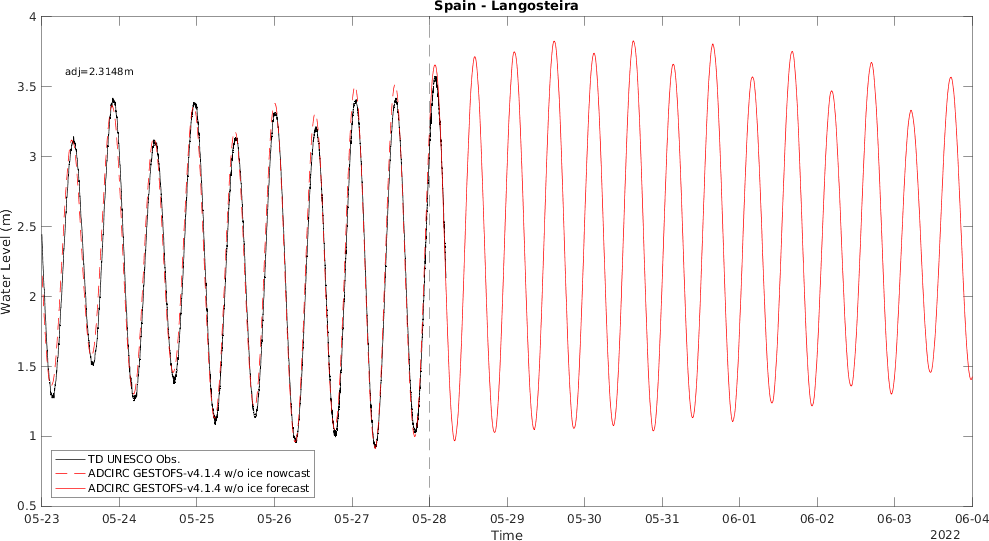 Spain - Langosteira
4
adj=2.3148m
3.5
3
2.5
2
1.5
1
0.5
Water Level (m)
TD UNESCO Obs.
ADCIRC GESTOFS-v4.1.4 w/o ice nowcast
ADCIRC GESTOFS-v4.1.4 w/o ice forecast
05-23 05-24 05-25 05-26 05-27 05-28 05-29 05-30 05-31 06-01 06-02 06-03 06-04
Time
2022